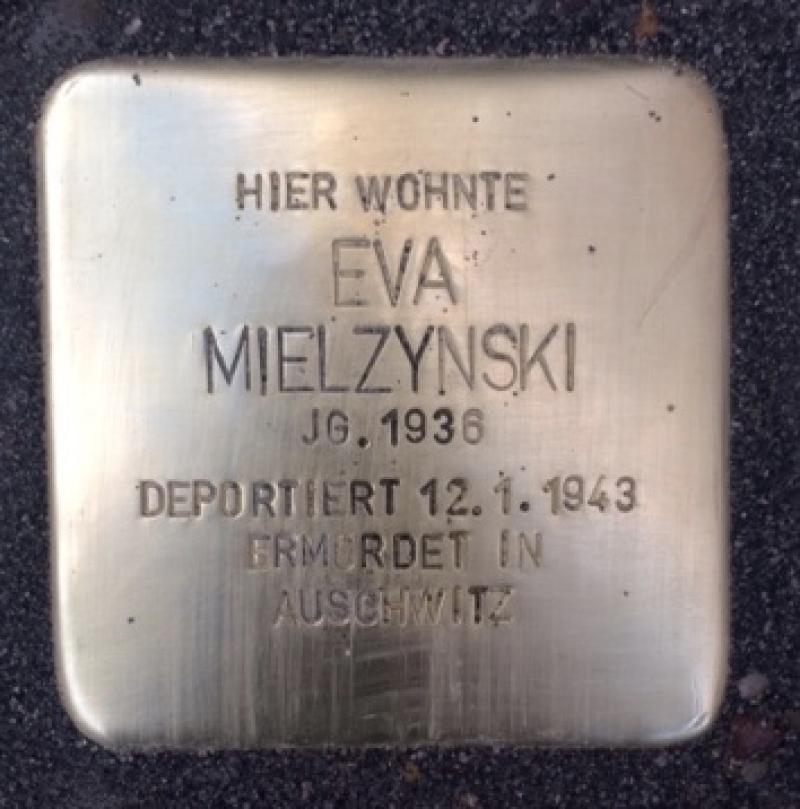 HIER WOHNTE
EVA
MIELZYNSKI
JG. 1936
DEPORTIERT 12.1.1943
ERMORDET IN
AUSCHWITZ